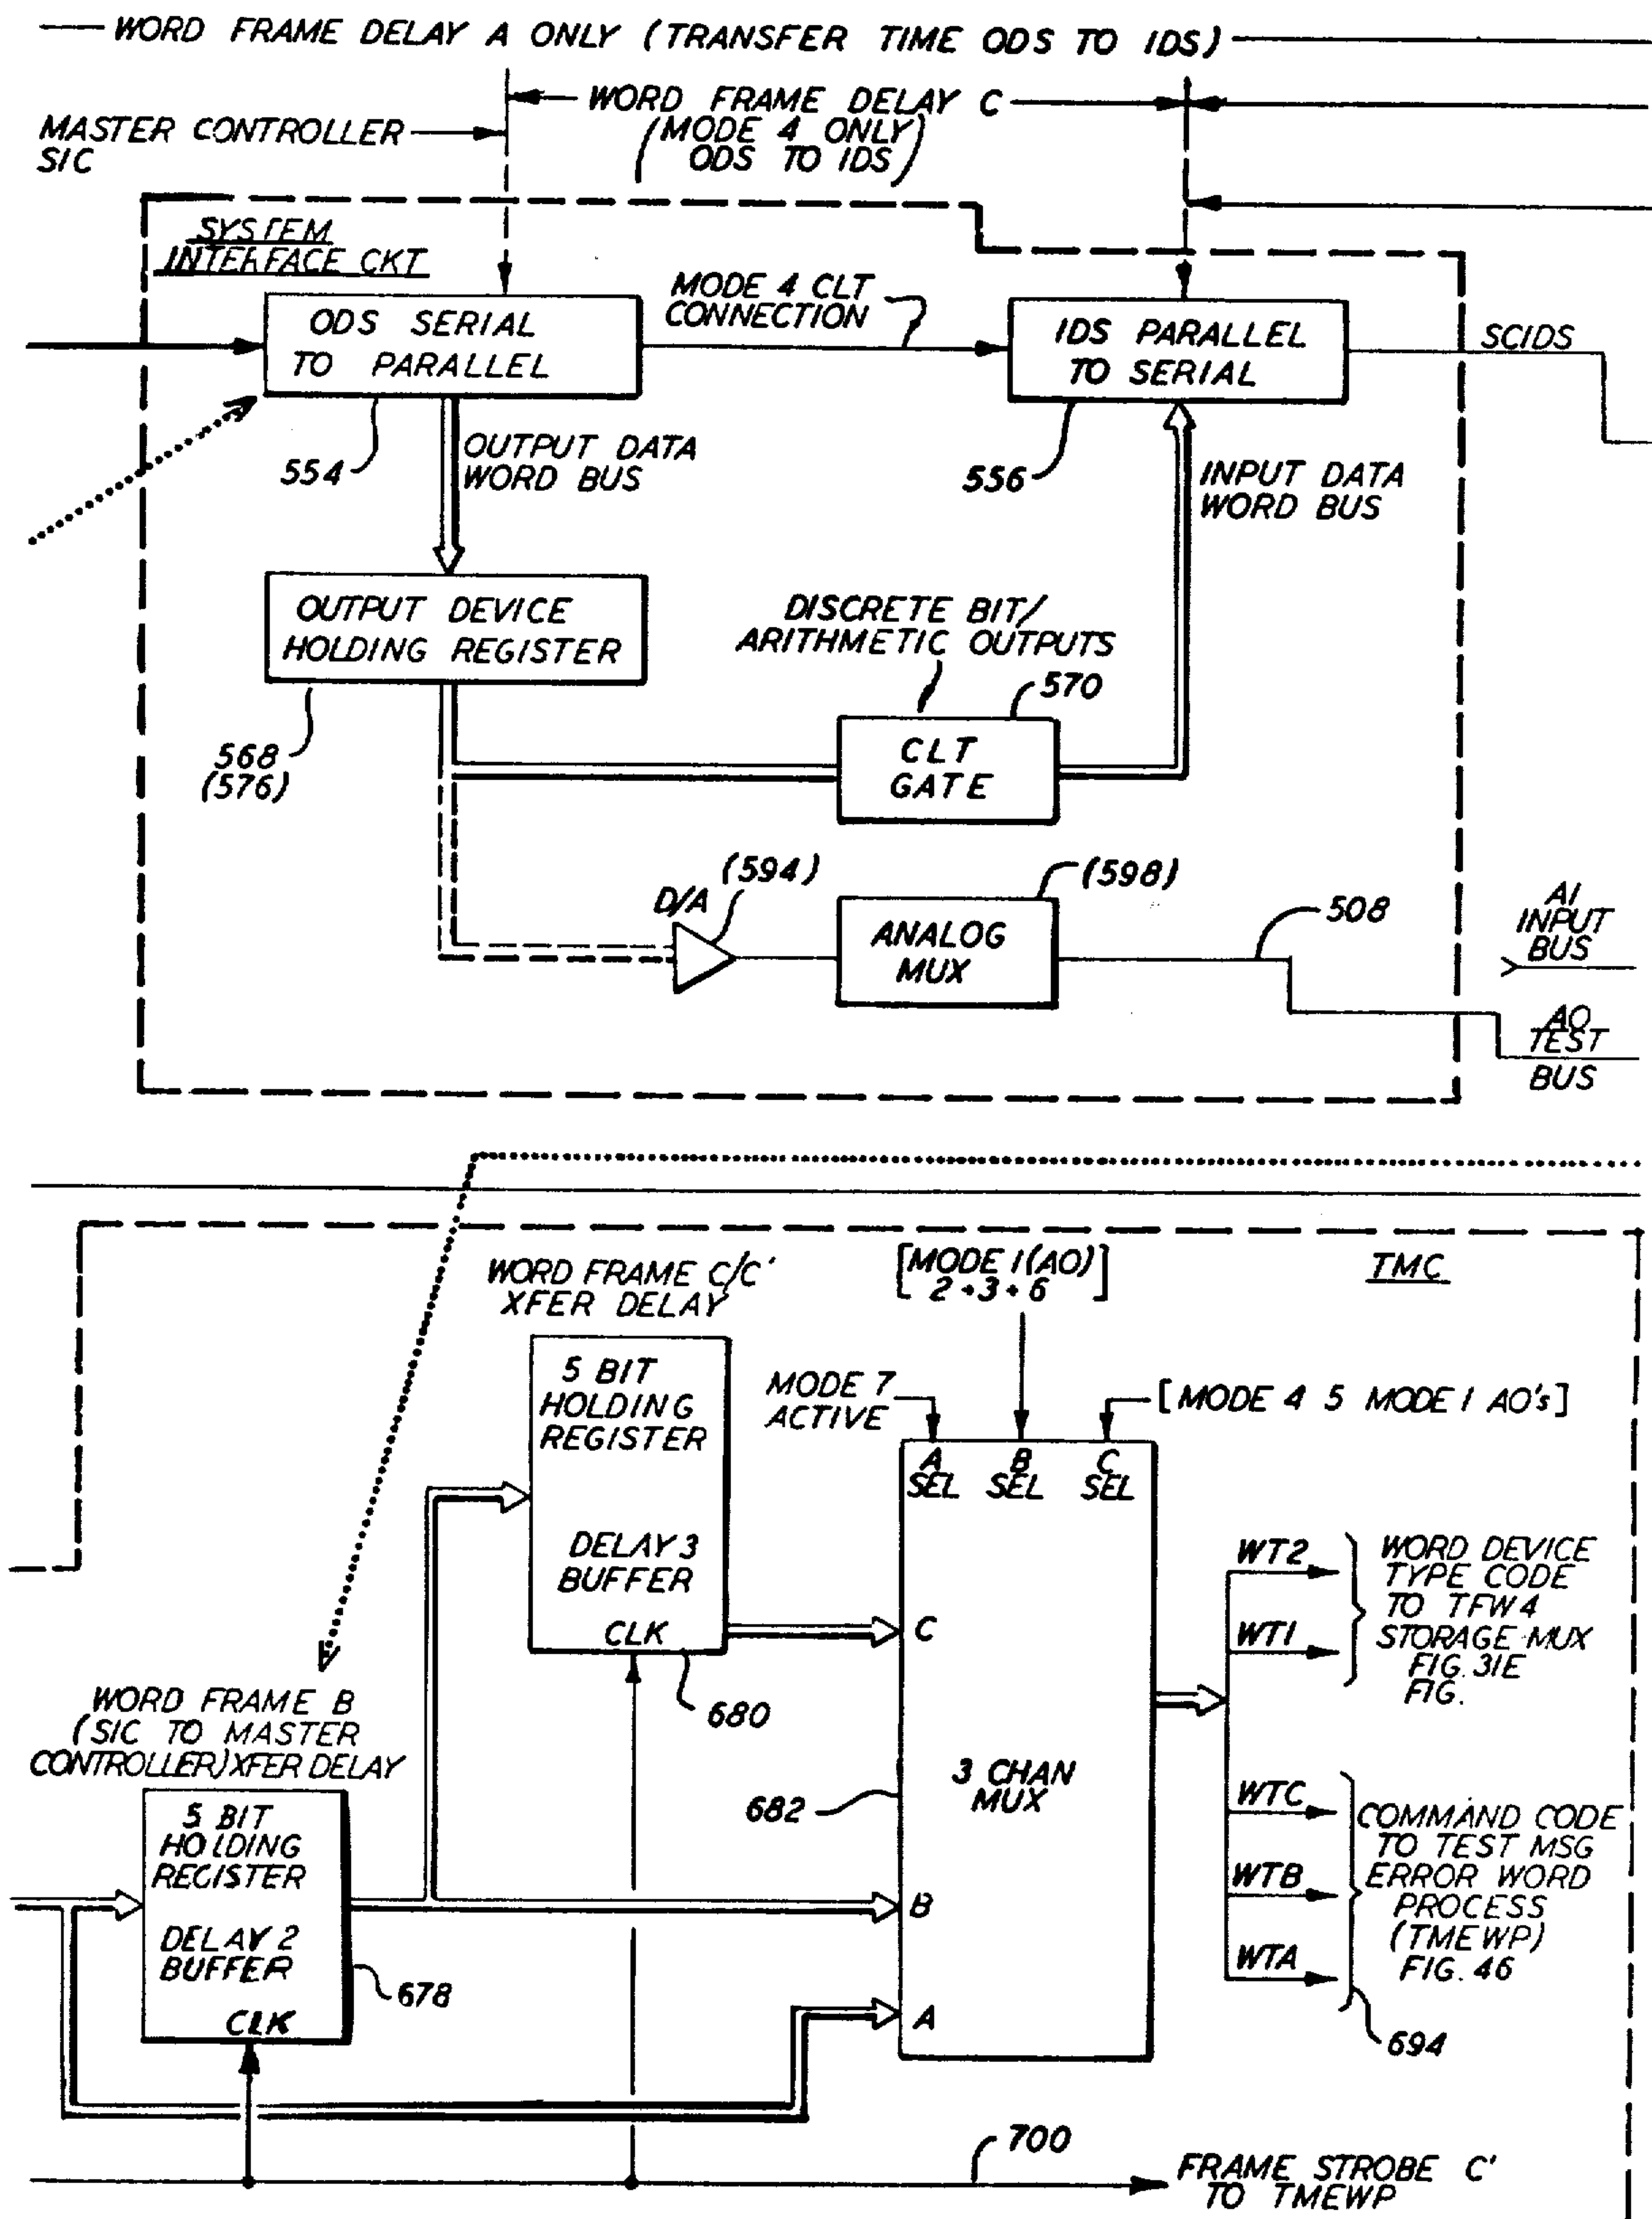 WORD FRAME DELAY A ONLY (TRANSFER TIME ODS TO IDS)
WORD FRAME DELAY C
(MODE 4 ONLY
ODS TO IDS)
MASTER CONTROLLER
SIC
SYSTEM
INTERFACE CKT
ODS SERIAL
TO PARALLEL
MODE 4 CLT
CONNECTION
IDS PARALLEL
TO SERIAL
SCIDS
554
OUTPUT DATA
WORD BUS
556
INPUT DATA
WORD BUS
OUTPUT DEVICE
HOLDING REGISTER
DISCRETE BIT/
ARITHMETIC OUTPUTS
570
568
(576)
CLT
GATE
D/A
(594)
(598)
ANALOG
MUX
508
AI
INPUT
BUS
AO
TEST
BUS
WORD FRAME C/C'
XFER DELAY
[MODE 1(AO)]
2+3+6
TMC
5 BIT
HOLDING
REGISTER
DELAY 3
BUFFER
CLK
680
MODE 7
ACTIVE
[MODE 4 5 MODE 1 AO's]
A
SEL
B
SEL
C
SEL
C
B
A
3 CHAN
MUX
682
WORD FRAME B
(SIC TO MASTER
CONTROLLER) XFER DELAY
5 BIT
HOLDING
REGISTER
DELAY 2
BUFFER
CLK
678
WT2
WT1
WORD DEVICE
TYPE CODE
TO TFW4
STORAGE MUX
FIG. 31E
FIG.
WTC
WTB
WTA
COMMAND CODE
TO TEST MSG
ERROR WORD
PROCESS
(TMEWP)
FIG. 46
694
700
FRAME STROBE C'
TO TMEWP